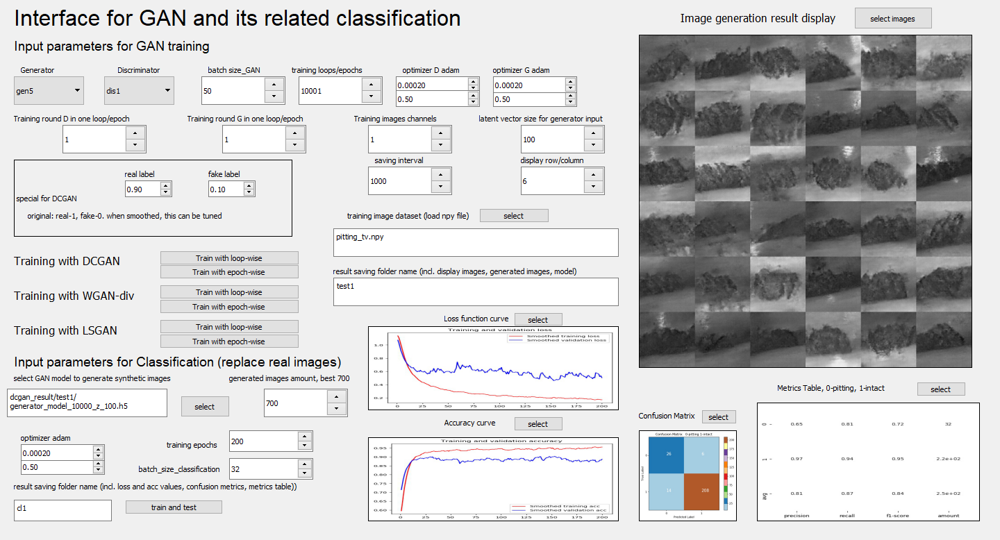 Interface for GAN and its related classification
Input parameters for GAN training
Generator Discriminator batch size_GAN training loops/epochs optimizer D adam optimizer G adam
gen5 dis1 50 10001 0.00020 0.00020
0.50 0.50
Training round D in one loop/epoch Training round G in one loop/epoch Training images channels latent vector size for generator input
1 1 1 100
saving interval display row/column
1000 6
real label fake label
0.90 0.10
special for DCGAN
original: real-1, fake-0. when smoothed, this can be tuned
training image dataset (load npy file) select
pitting_tv.npy
result saving folder name (incl. display images, generated images, model)
test1
Training with DCGAN
Train with loop-wise
Train with epoch-wise
Training with WGAN-div
Train with loop-wise
Train with epoch-wise
Training with LSGAN
Train with loop-wise
Train with epoch-wise
Input parameters for Classification (replace real images)
select GAN model to generate synthetic images generated images amount, best 700
dcgan_result/test1/
generator_model_10000_z_100.h5
select
700
optimizer adam
0.00020
0.50
training epochs 200
batch_size_classification 32
result saving folder name (incl. loss and acc values, confusion metrics, metrics table))
cl1
train and test
Loss function curve select
Training and validation loss
Smoothed training loss
Smoothed validation loss
1.0
0.8
0.6
0.4
0.2
0 25 50 75 100 125 150 175 200
Accuracy curve select
Training and validation accuracy
0.95
0.90
0.85
0.80
0.75
0.70
0.65
0.60
Smoothed training acc
Smoothed validation acc
0 25 50 75 100 125 150 175 200
Image generation result display select images
Confusion Matrix select
Confusion Matrix 0-pitting 1-intact
True Label
0 26 6
1 14 208
0 1
Predicted Label
200
175
150
125
100
75
50
25
Metrics Table, 0-pitting, 1-intact select
0 0.65 0.81 0.72 32
1 0.97 0.94 0.95 2.2e+02
avg 0.81 0.87 0.84 2.5e+02
precision recall f1-score amount